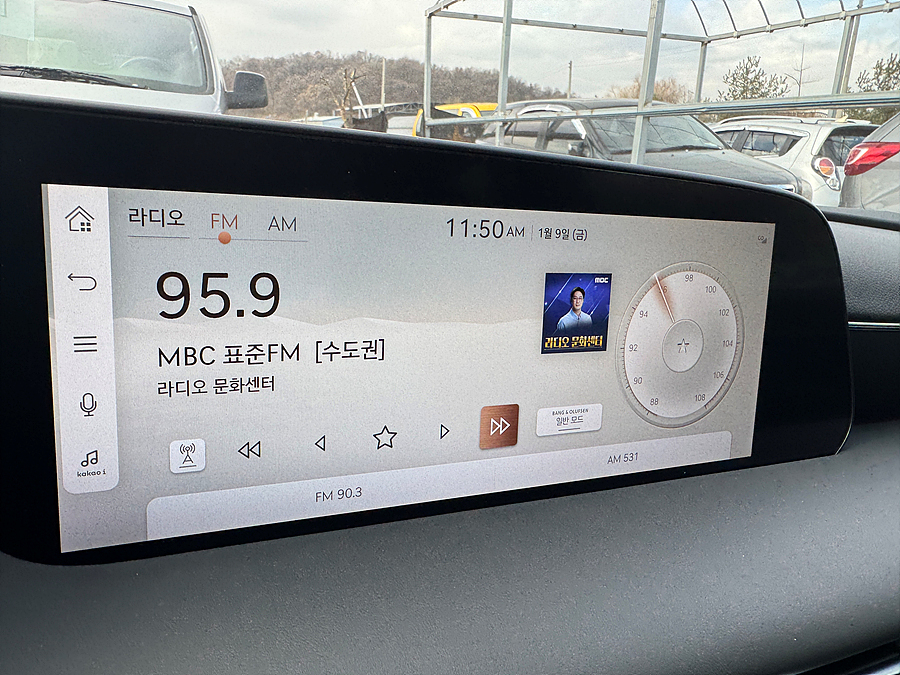 라디오 FM AM
11:50 AM 1월 9일 (금)
95.9
MBC 표준FM [수도권]
라디오 문화센터
MBC
라디오 문화센터
88 90 92 94 98 100 102 104 106 108
BANG & OLUFSEN
일반 모드
kakao i
FM 90.3
AM 531